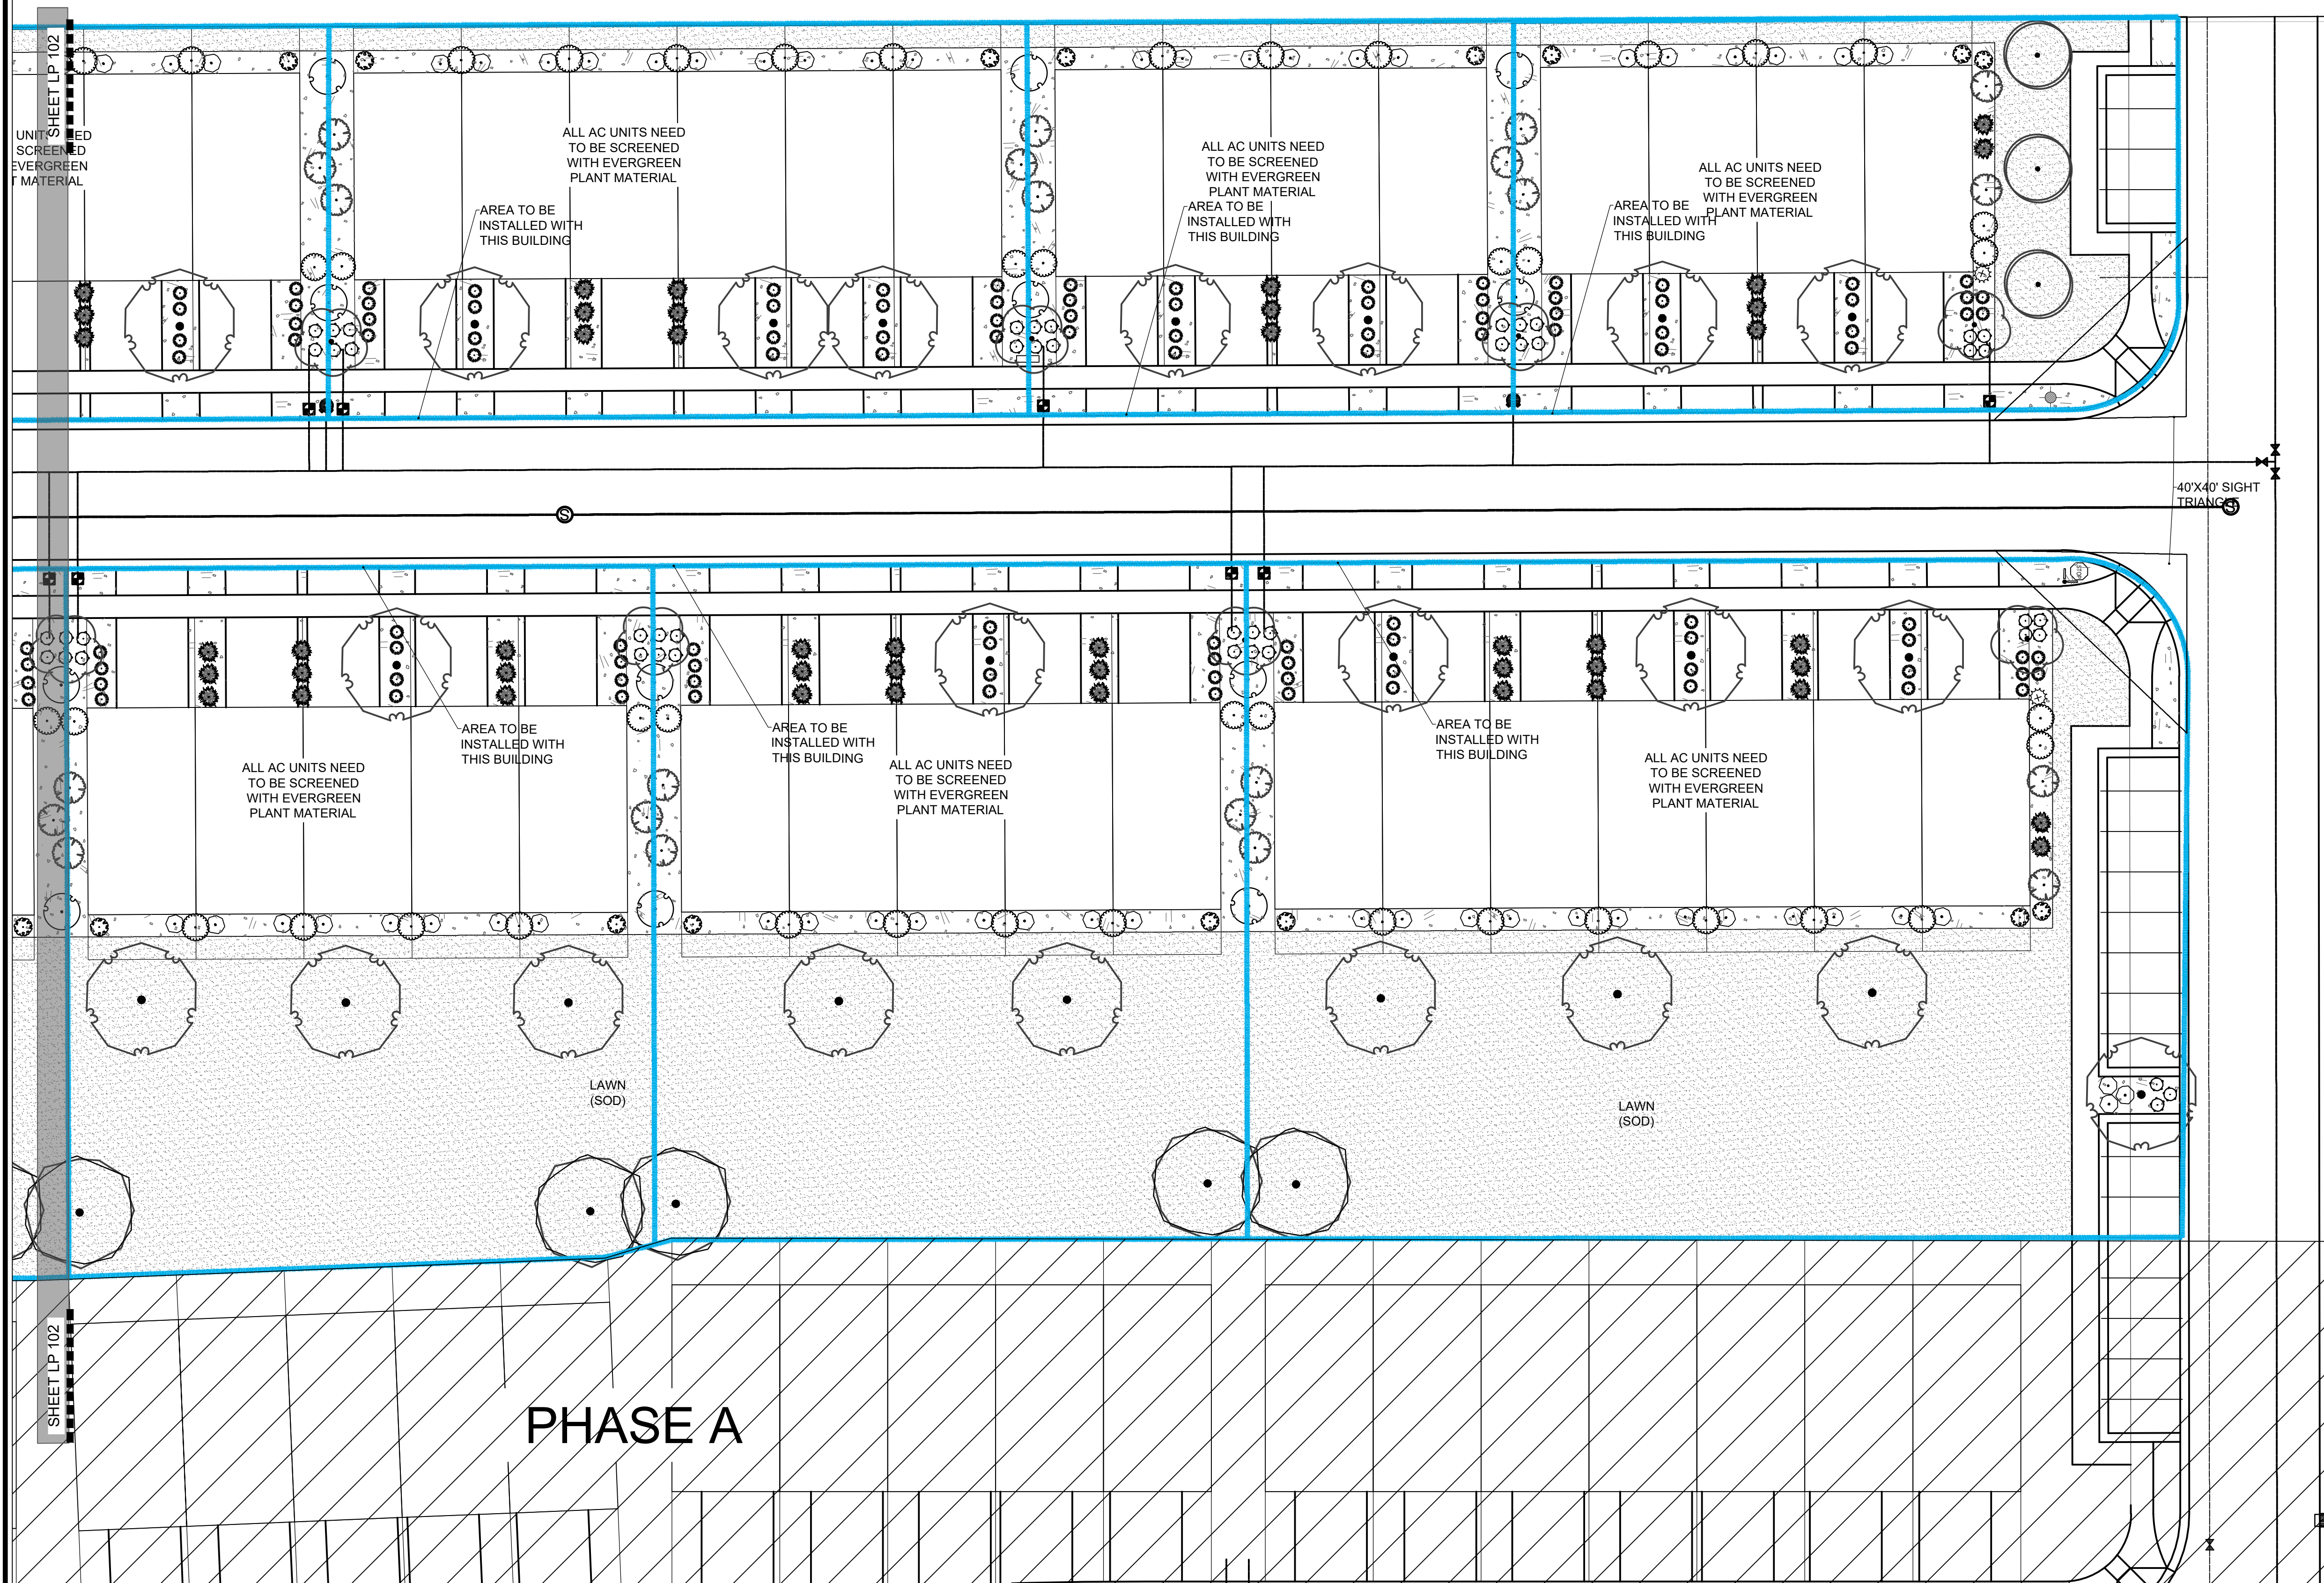 SHEET LP 102
UNITS NEED
SCREENED
EVERGREEN
T MATERIAL
ALL AC UNITS NEED
TO BE SCREENED
WITH EVERGREEN
PLANT MATERIAL
AREA TO BE
INSTALLED WITH
THIS BUILDING
ALL AC UNITS NEED
TO BE SCREENED
WITH EVERGREEN
PLANT MATERIAL
AREA TO BE
INSTALLED WITH
THIS BUILDING
ALL AC UNITS NEED
TO BE SCREENED
WITH EVERGREEN
PLANT MATERIAL
AREA TO BE
INSTALLED WITH
THIS BUILDING
40'X40' SIGHT
TRIANGLE
S
S
STOP
AREA TO BE
INSTALLED WITH
THIS BUILDING
ALL AC UNITS NEED
TO BE SCREENED
WITH EVERGREEN
PLANT MATERIAL
AREA TO BE
INSTALLED WITH
THIS BUILDING
ALL AC UNITS NEED
TO BE SCREENED
WITH EVERGREEN
PLANT MATERIAL
AREA TO BE
INSTALLED WITH
THIS BUILDING
ALL AC UNITS NEED
TO BE SCREENED
WITH EVERGREEN
PLANT MATERIAL
LAWN
(SOD)
LAWN
(SOD)
SHEET LP 102
PHASE A